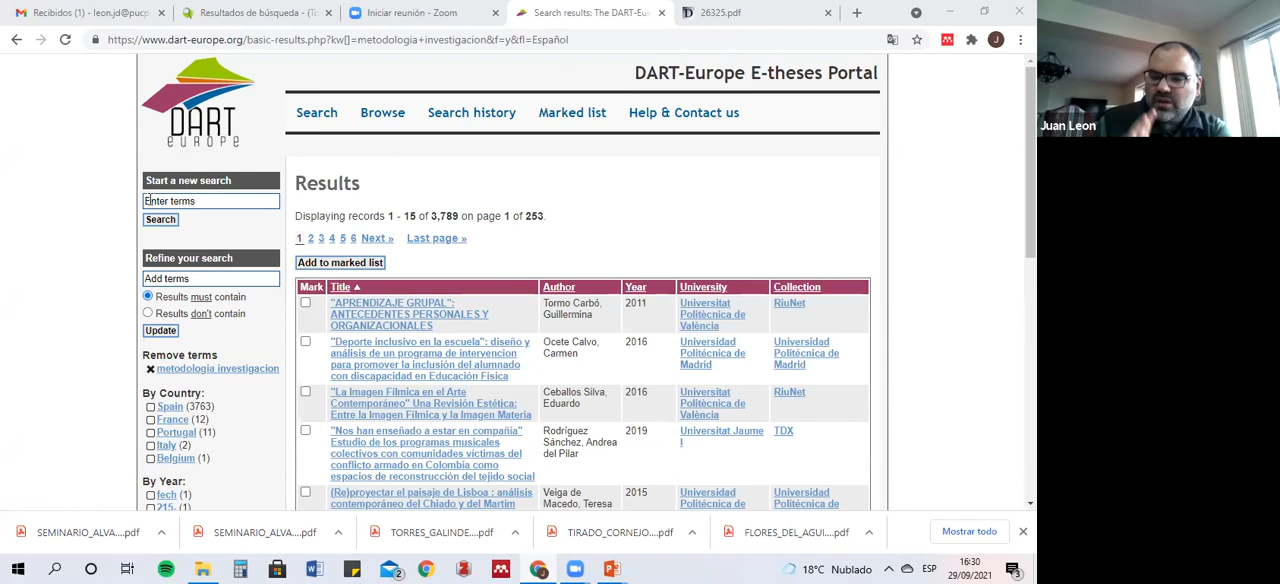 Recibidos (1) - leon.jd@pucp
Resultados de búsqueda - (To
Iniciar reunión - Zoom
Search results: The DART-Eu
26325.pdf
https://www.dart-europe.org/basic-results.php?kw[]=metodologia+investigacion&f=y&fl=Español
J
DART
europe
DART-Europe E-theses Portal
Search Browse Search history Marked list Help & Contact us
Start a new search
Enter terms
Search
Refine your search
Add terms
Results must contain
Results don't contain
Update
Remove terms
metodologia investigacion
By Country:
Spain (3763)
France (12)
Portugal (11)
Italy (2)
Belgium (1)
By Year:
fech (1)
215- (1)
Results
Displaying records 1 - 15 of 3,789 on page 1 of 253.
1 2 3 4 5 6 Next » Last page »
Add to marked list
Mark Title Author Year University Collection
"APRENDIZAJE GRUPAL": ANTECEDENTES PERSONALES Y ORGANIZACIONALES Tormo Carbó, Guillermina 2011 Universitat Politècnica de València RiuNet
"Deporte inclusivo en la escuela": diseño y análisis de un programa de intervencion para promover la inclusión del alumnado con discapacidad en Educación Física Ocete Calvo, Carmen 2016 Universidad Politécnica de Madrid Universidad Politécnica de Madrid
"La Imagen Fílmica en el Arte Contemporáneo" Una Revisión Estética: Entre la Imagen Fílmica y la Imagen Materia Ceballos Silva, Eduardo 2016 Universitat Politècnica de València RiuNet
"Nos han enseñado a estar en compañía" Estudio de los programas musicales colectivos con comunidades víctimas del conflicto armado en Colombia como espacios de reconstrucción del tejido social Rodríguez Sánchez, Andrea del Pilar 2019 Universitat Jaume I TDX
(Re)proyectar el paisaje de Lisboa : análisis contemporáneo del Chiado y del Martim Veiga de Macedo, Teresa 2015 Universidad Politécnica de Universidad Politécnica de
Juan Leon
SEMINARIO_ALVA....pdf
SEMINARIO_ALVA....pdf
TORRES_GALINDE....pdf
TIRADO_CORNEJO....pdf
FLORES_DEL_AGUI....pdf
Mostrar todo
2
18°C Nublado
ESP
16:30
29/09/2021
3